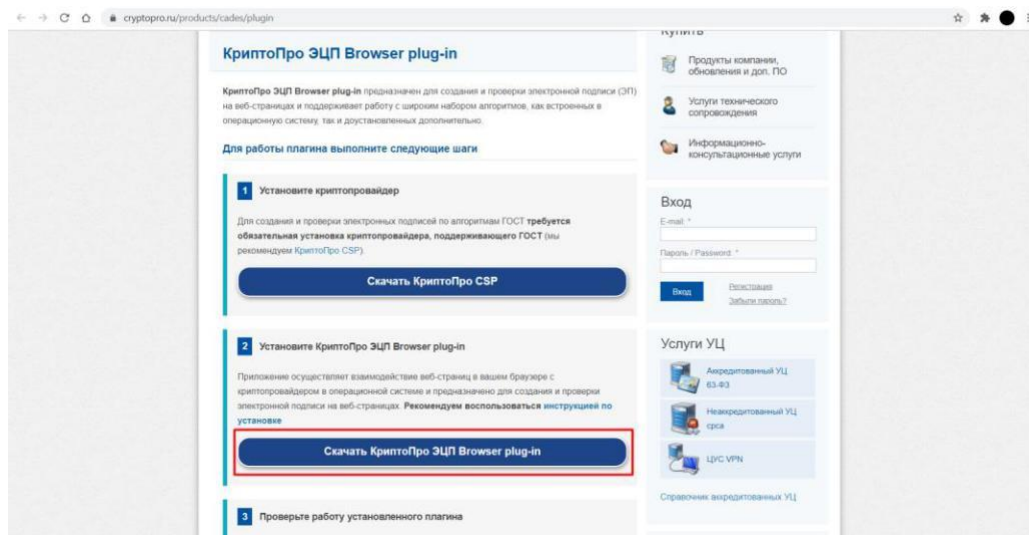 cryptopro.ru/products/cades/plugin
КриптоПро ЭЦП Browser plug-in
КриптоПро ЭЦП Browser plug-in предназначен для создания и проверки электронной подписи (ЭП)
на веб-страницах и поддерживает работу с широким набором алгоритмов, как встроенных в
операционную систему, так и доустановленных дополнительно.
Для работы плагина выполните следующие шаги
1 Установите криптопровайдер
Для создания и проверки электронных подписей по алгоритмам ГОСТ требуется
обязательная установка криптопровайдера, поддерживающего ГОСТ (мы
рекомендуем КриптоПро CSP).
Скачать КриптоПро CSP
2 Установите КриптоПро ЭЦП Browser plug-in
Приложение осуществляет взаимодействие веб-страниц в вашем браузере с
криптопровайдером в операционной системе и предназначено для создания и проверки
электронной подписи на веб-страницах. Рекомендуем воспользоваться инструкцией по
установке
Скачать КриптоПро ЭЦП Browser plug-in
3 Проверьте работу установленного плагина
Купить
Продукты компании,
обновления и доп. ПО
Услуги технического
сопровождения
Информационно-
консультационные услуги
Вход
E-mail: *
Пароль / Password: *
Вход
Регистрация
Забыли пароль?
Услуги УЦ
Аккредитованный УЦ
63-ФЗ
Неаккредитованный УЦ
ЦУС VPN
Справочник аккредитованных УЦ